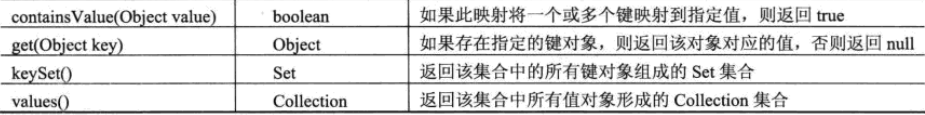 containsValue(Object value) boolean 如果此映射将一个或多个键映射到指定值，则返回 true
get(Object key) Object 如果存在指定的键对象，则返回该对象对应的值，否则返回 null
keySet() Set 返回该集合中的所有键对象组成的 Set 集合
values() Collection 返回该集合中所有值对象形成的 Collection 集合